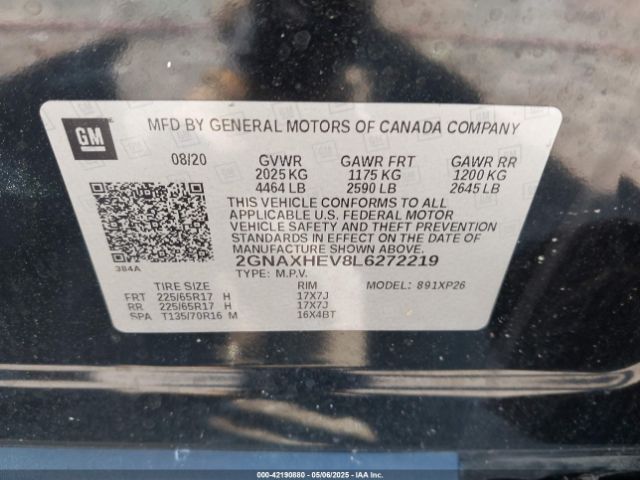 GM
MFD BY GENERAL MOTORS OF CANADA COMPANY
08/20 GVWR GAWR FRT GAWR RR
2025 KG 1175 KG 1200 KG
4464 LB 2590 LB 2645 LB
THIS VEHICLE CONFORMS TO ALL
APPLICABLE U.S. FEDERAL MOTOR
VEHICLE SAFETY AND THEFT PREVENTION
STANDARDS IN EFFECT ON THE DATE OF
MANUFACTURE SHOWN ABOVE.
2GNAXHEV8L6272219
384A
TYPE: M.P.V. MODEL: 891XP26
TIRE SIZE RIM
FRT 225/65R17 H 17X7J
RR 225/65R17 H 17X7J
SPA T135/70R16 M 16X4BT
000-42190880 - 05/06/2025 - IAA Inc.